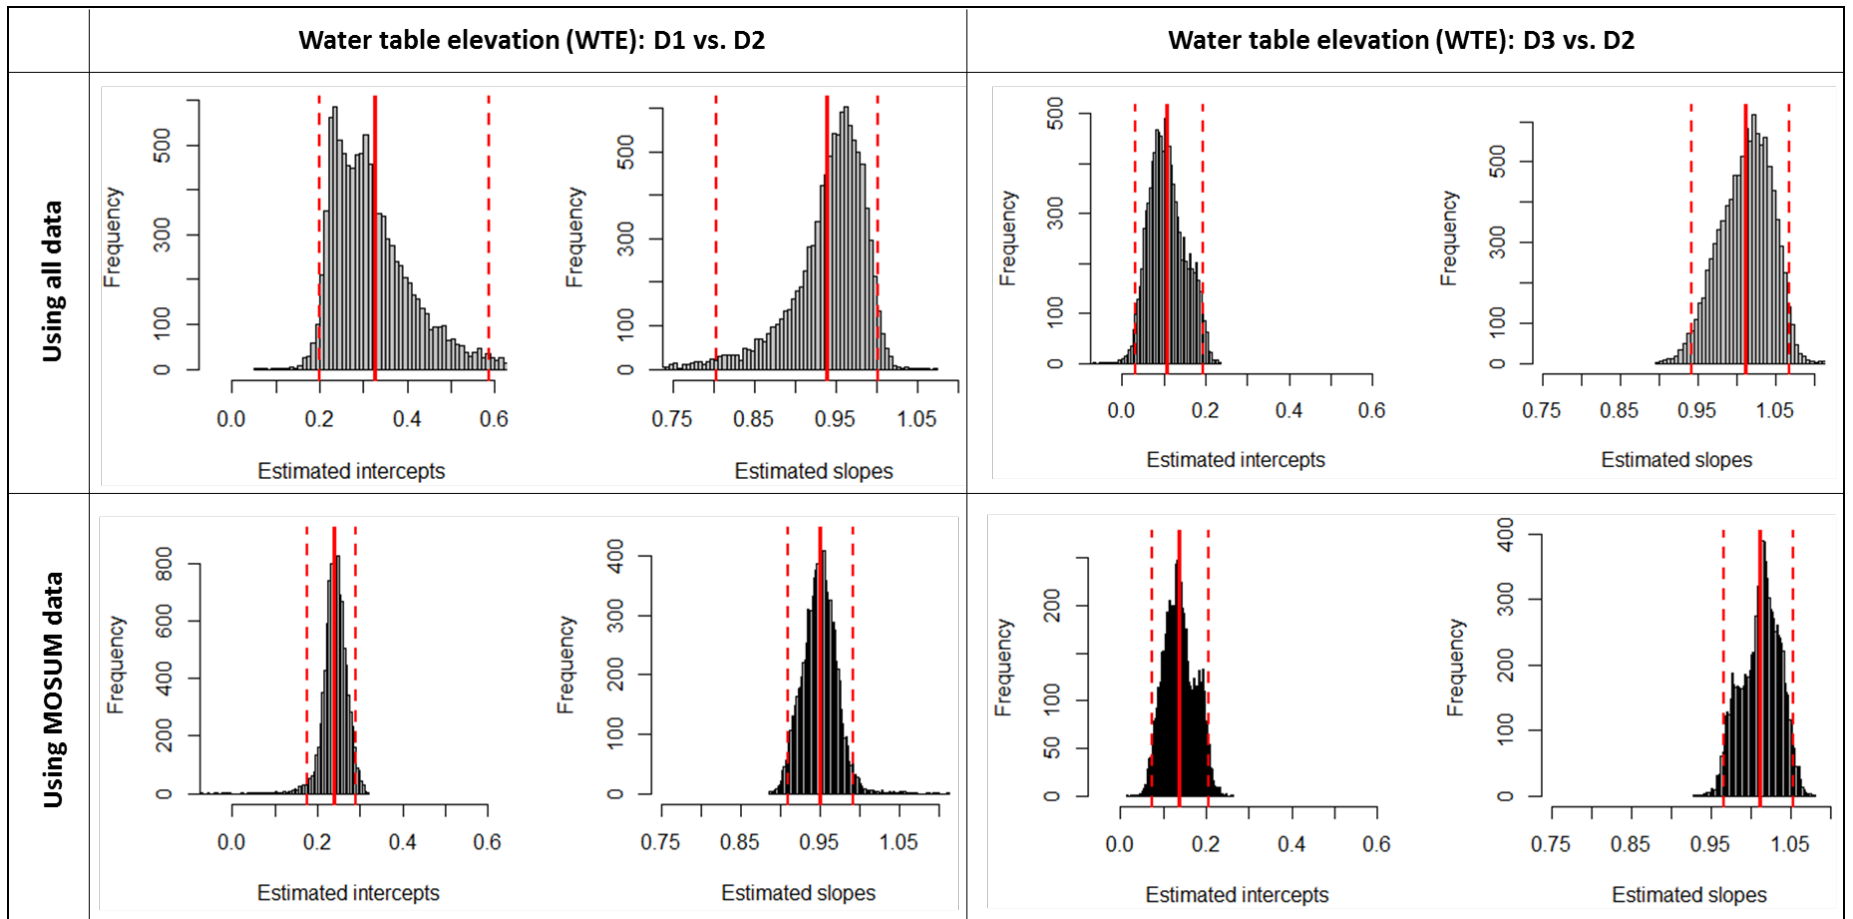 Water table elevation (WTE): D1 vs. D2
Water table elevation (WTE): D3 vs. D2
Using all data
Frequency
0 100 300 500
0.0 0.2 0.4 0.6
Estimated intercepts
Frequency
0 100 300 500
0.75 0.85 0.95 1.05
Estimated slopes
Frequency
0 100 300 500
0.0 0.2 0.4 0.6
Estimated intercepts
Frequency
0 100 300 500
0.75 0.85 0.95 1.05
Estimated slopes
Using MOSUM data
Frequency
0 200 400 600 800
0.0 0.2 0.4 0.6
Estimated intercepts
Frequency
0 100 200 300 400
0.75 0.85 0.95 1.05
Estimated slopes
Frequency
0 50 100 200
0.0 0.2 0.4 0.6
Estimated intercepts
Frequency
0 100 200 300 400
0.75 0.85 0.95 1.05
Estimated slopes